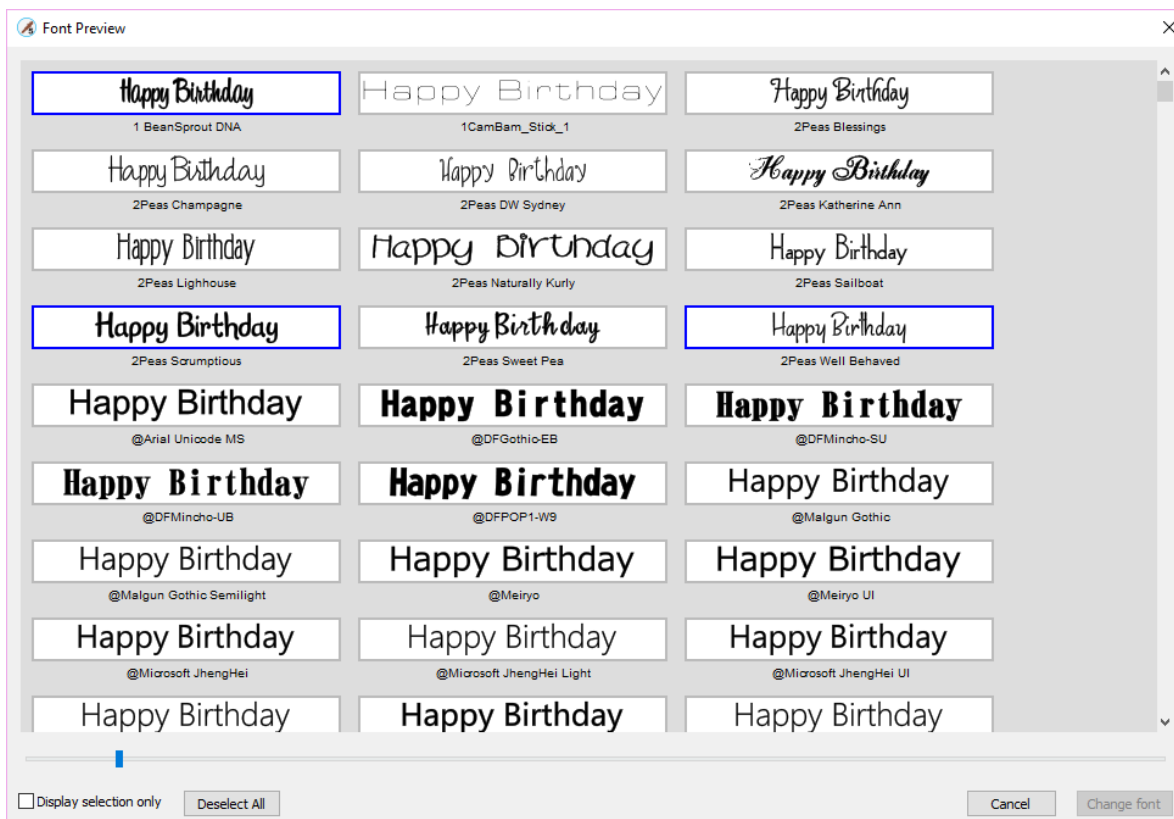 Font Preview
Happy Birthday Happy Birthday Happy Birthday
1 BeanSprout DNA 1CamBam_Stick_1 2Peas Blessings
Happy Birthday Happy Birthday Happy Birthday
2Peas Champagne 2Peas DW Sydney 2Peas Katherine Ann
Happy Birthday Happy Birthday Happy Birthday
2Peas Lighhouse 2Peas Naturally Kurly 2Peas Sailboat
Happy Birthday Happy Birthday Happy Birthday
2Peas Scrumptious 2Peas Sweet Pea 2Peas Well Behaved
Happy Birthday Happy Birthday Happy Birthday
@Arial Unicode MS @DFGothic-EB @DFMincho-SU
Happy Birthday Happy Birthday Happy Birthday
@DFMincho-UB @DFPOP1-W9 @Malgun Gothic
Happy Birthday Happy Birthday Happy Birthday
@Malgun Gothic Semilight @Meiryo @Meiryo UI
Happy Birthday Happy Birthday Happy Birthday
@Microsoft JhengHei @Microsoft JhengHei Light @Microsoft JhengHei UI
Happy Birthday Happy Birthday Happy Birthday
Display selection only Deselect All Cancel Change font